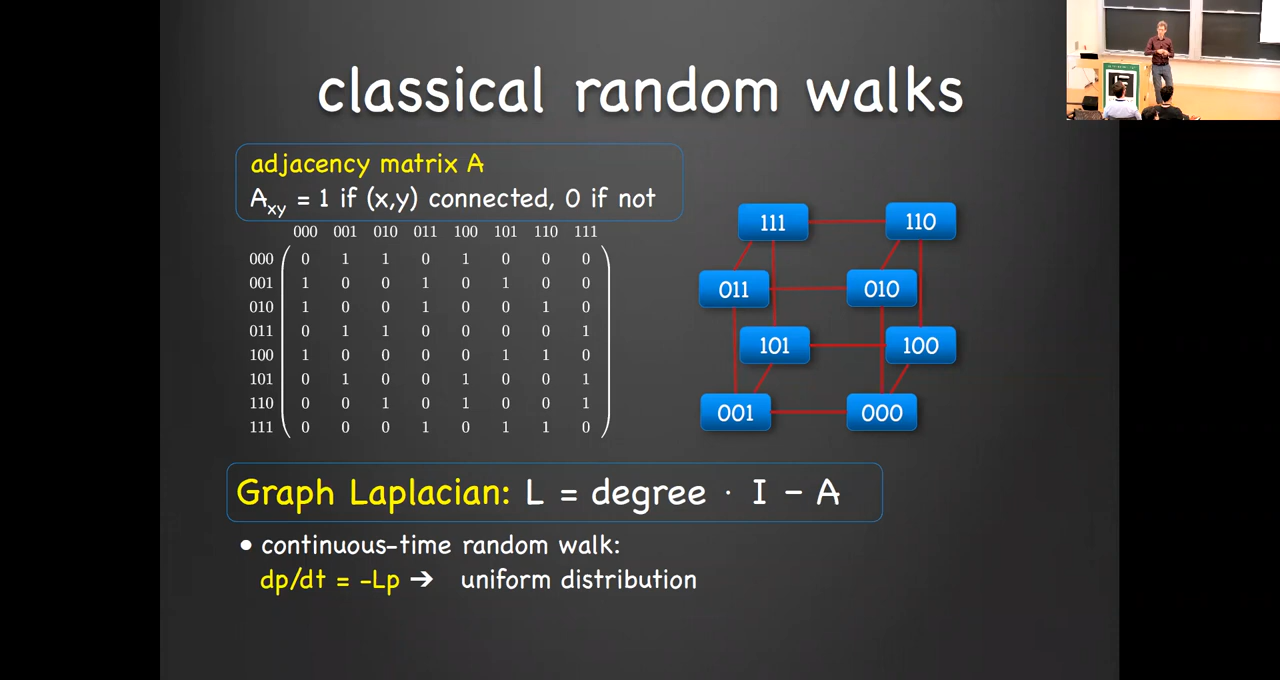 classical random walks
adjacency matrix A
Axy = 1 if (x,y) connected, 0 if not
000 001 010 011 100 101 110 111
000 0 1 1 0 1 0 0 0
001 1 0 0 1 0 1 0 0
010 1 0 0 1 0 0 1 0
011 0 1 1 0 0 0 0 1
100 1 0 0 0 0 1 1 0
101 0 1 0 0 1 0 0 1
110 0 0 1 0 1 0 0 1
111 0 0 0 1 0 1 1 0
111 110
011 010
101 100
001 000
Graph Laplacian: L = degree · I - A
• continuous-time random walk:
dp/dt = -Lp ➔ uniform distribution